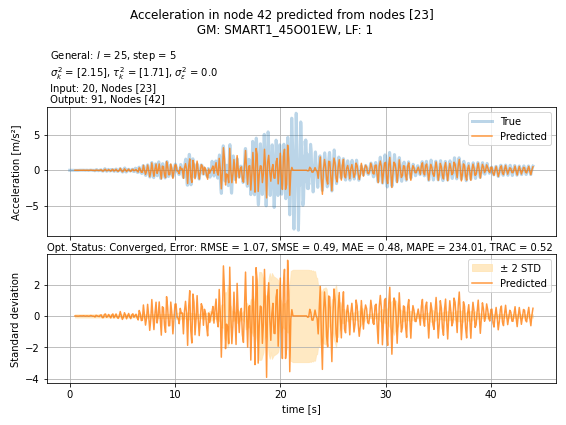 Acceleration in node 42 predicted from nodes [23]
GM: SMART1_45O01EW, LF: 1
General: l = 25, step = 5
σ²ₖ = [2.15], τ²ₖ = [1.71], σ²ε = 0.0
Input: 20, Nodes [23]
Output: 91, Nodes [42]
True
Predicted
Acceleration [m/s²]
5
0
−5
Opt. Status: Converged, Error: RMSE = 1.07, SMSE = 0.49, MAE = 0.48, MAPE = 234.01, TRAC = 0.52
± 2 STD
Predicted
Standard deviation
2
0
−2
−4
0 10 20 30 40
time [s]